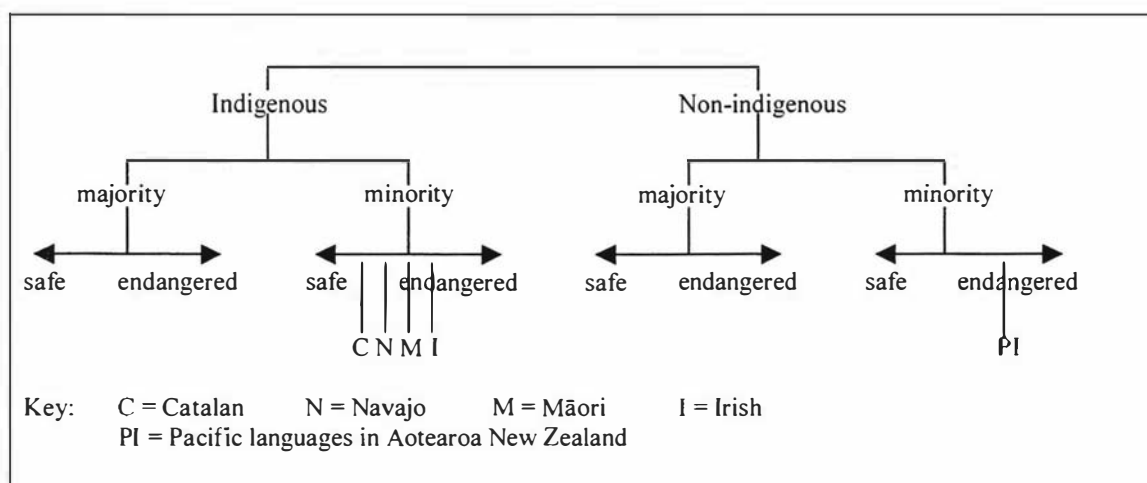 Indigenous Non-indigenous
majority minority majority minority
safe endangered safe endangered safe endangered safe endangered
C N M I PI
Key: C = Catalan N = Navajo M = Māori I = Irish
PI = Pacific languages in Aotearoa New Zealand